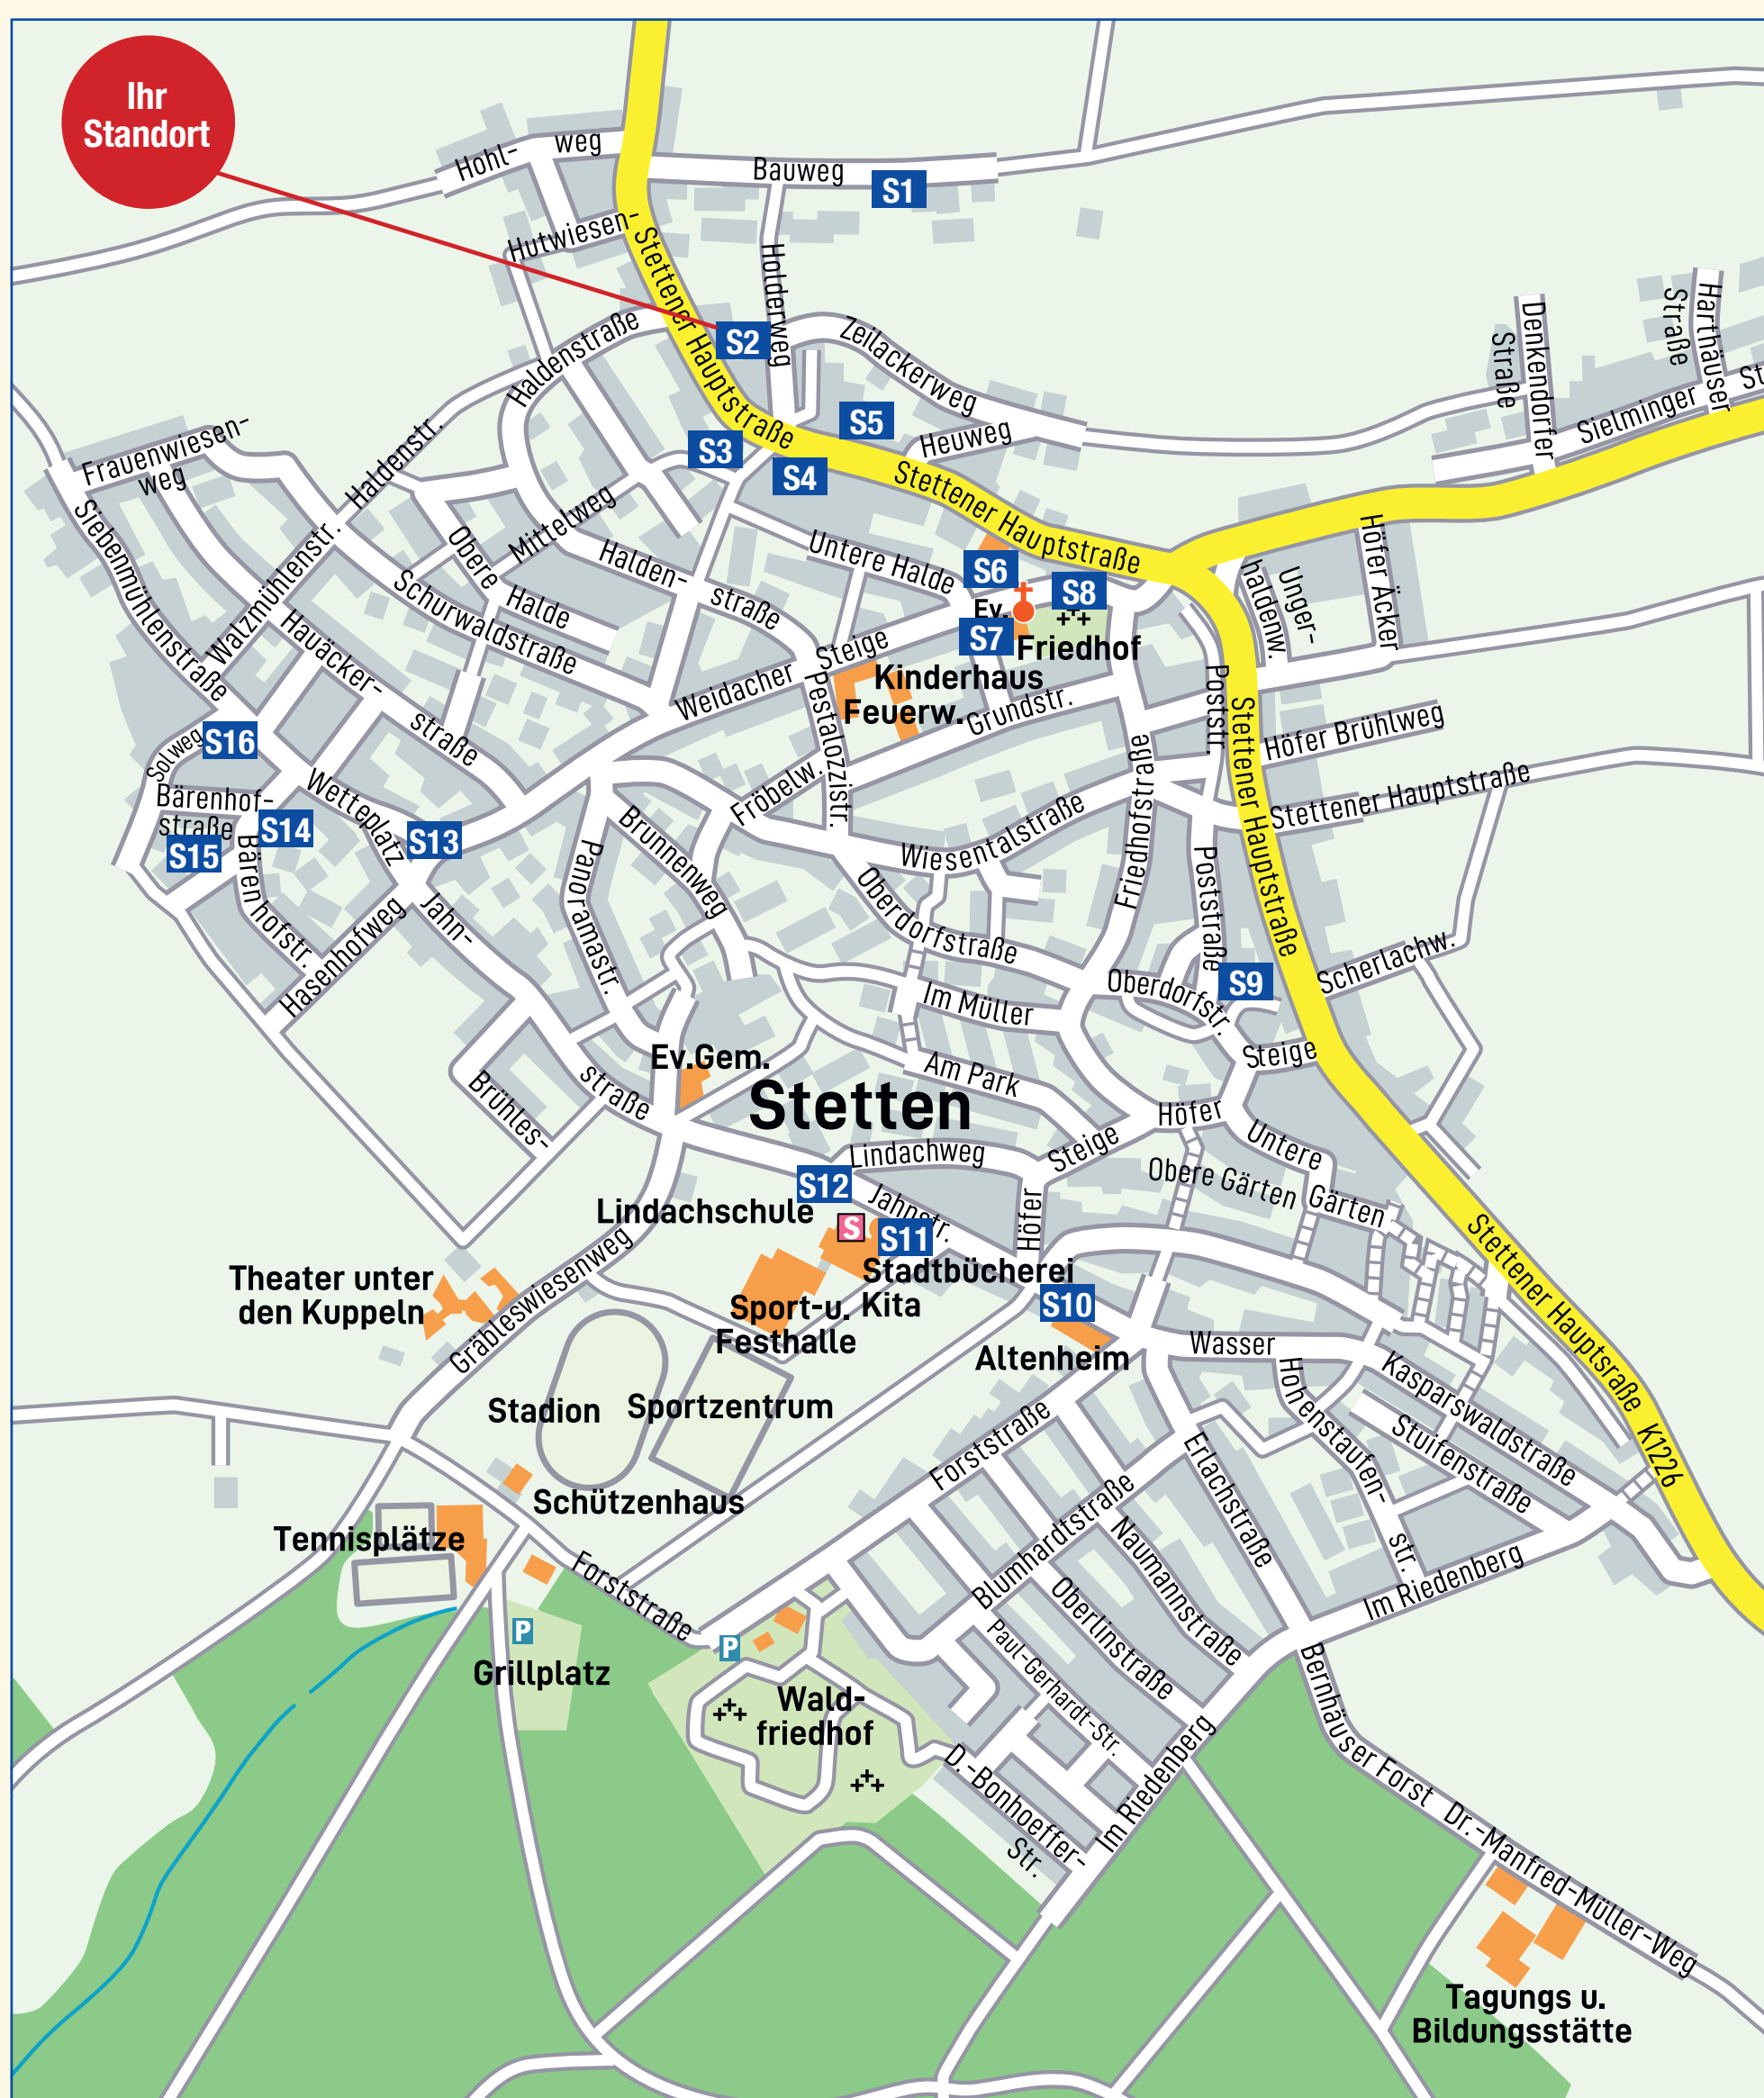 Ihr
Standort
Hohl-
weg
Bauweg
S1
Hutwiesen-
Stettener Hauptstraße
Holderweg
S2
Zeilackerweg
Haldenstraße
Denkendorfer
Straße
Harthäuser
Straße
Sielminger
St
S5
Heuweg
S3
S4
Frauenwiesen-
weg
Haldenstr.
Stettener Hauptstraße
Siebenmühlenstraße
Walzmühlenstr.
Mittelweg
Obere
Halde
Halden-
straße
Untere Halde
S6
S8
Ev.
S7
Friedhof
Unger-
haldenw.
Höfer Äcker
Schurwaldstraße
Hauäcker-
straße
Weidacher
Steige
Kinderhaus
Feuerw.
Grundstr.
Pestalozzistr.
Poststr.
Stettener Hauptstraße
Höfer Brühlweg
Stettener Hauptstraße
S16
Solweg
Bärenhof-
straße
S14
S15
Wetteplatz
S13
Bären
hofstr.
Hasenhofweg
Jahn-
straße
Panoramastr.
Brunnenweg
Fröbelw.
Wiesentalstraße
Friedhofstraße
Poststraße
Oberdorfstraße
Oberdorfstr.
S9
Scherlachw.
Im Müller
Am Park
Steige
Ev.Gem.
Stetten
Brühles-
Höfer
Untere
Gärten
Obere Gärten
Lindachweg
Steige
Höfer
S12
Jahnstr.
Lindachschule
S
S11
Stadtbücherei
Kita
Sport-u.
Festhalle
S10
Altenheim
Theater unter
den Kuppeln
Gräbleswiesenweg
Stadion
Sportzentrum
Wasser
Stettener Hauptsraße
K1226
Kasparswaldstraße
Stuifenstraße
Hohenstaufen-
str.
Schützenhaus
Tennisplätze
Forststraße
Forststraße
Erlachstraße
Blumhardtstraße
Naumannstraße
Oberlinstraße
Paul-Gerhardt-Str.
Im Riedenberg
P
Grillplatz
P
Wald-
friedhof
D.-Bonhoeffer-
Str.
Im Riedenberg
Bernhäuser Forst
Dr.-Manfred-Müller-Weg
Tagungs u.
Bildungsstätte